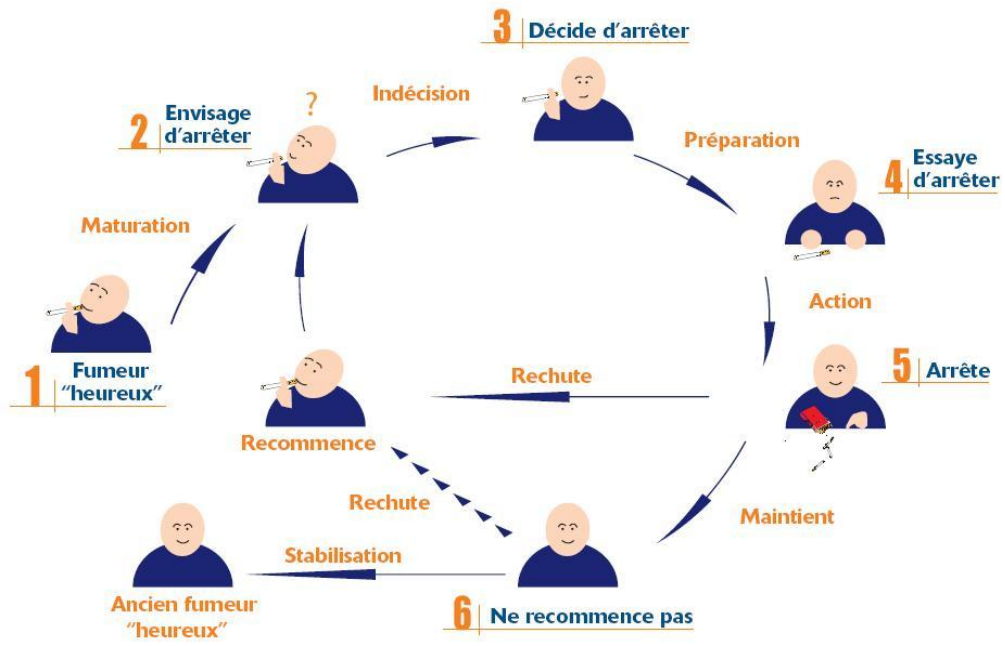 3 Décide d'arrêter
Indécision
?
2 Envisage
d'arrêter
Préparation
4 Essaye
d'arrêter
Maturation
Action
1 Fumeur
"heureux"
5 Arrête
Rechute
Recommence
Rechute
Maintient
Stabilisation
Ancien fumeur
"heureux"
6 Ne recommence pas